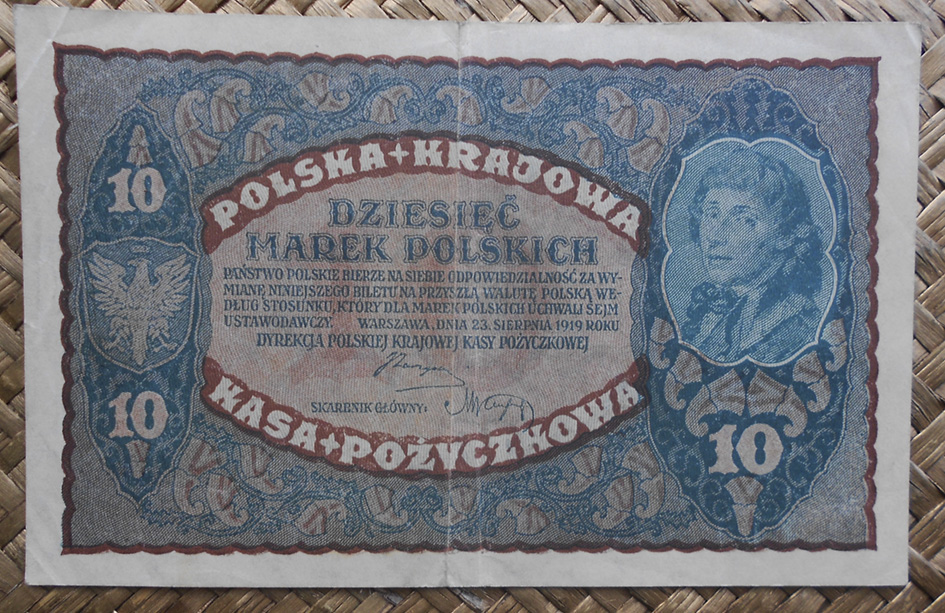 POLSKA + KRAJOWA
DZIESIĘĆ
MAREK POLSKICH
PAŃSTWO POLSKIE BIERZE NA SIEBIE ODPOWIEDZIALNOŚĆ ZA WY-
MIANĘ NINIEJSZEGO BILETU NA PRZYSZŁĄ WALUTĘ POLSKĄ WE-
DŁUG STOSUNKU, KTÓRY DLA MAREK POLSKICH UCHWALI SEJM
USTAWODAWCZY. WARSZAWA, DNIA 23. SIERPNIA 1919 ROKU
DYREKCJA POLSKIEJ KRAJOWEJ KASY POŻYCZKOWEJ
SKARBNIK GŁÓWNY:
KASA + POŻYCZKOWA
10
10
10